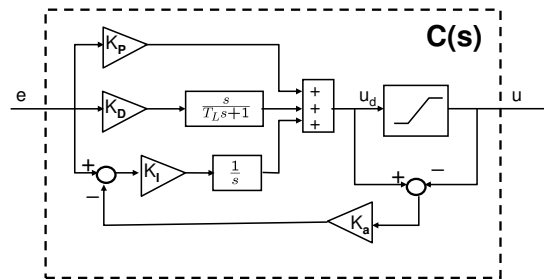 C(s)
K_P
e
K_D
s
T_L s+1
+
+
+
u_d
u
+
K_I
1
s
−
+
−
K_a